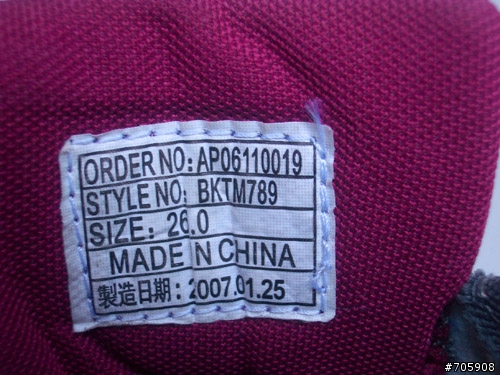 ORDER NO: AP06110019
STYLE NO: BKTM789
SIZE: 26.0
MADE IN CHINA
製造日期: 2007.01.25
#705908